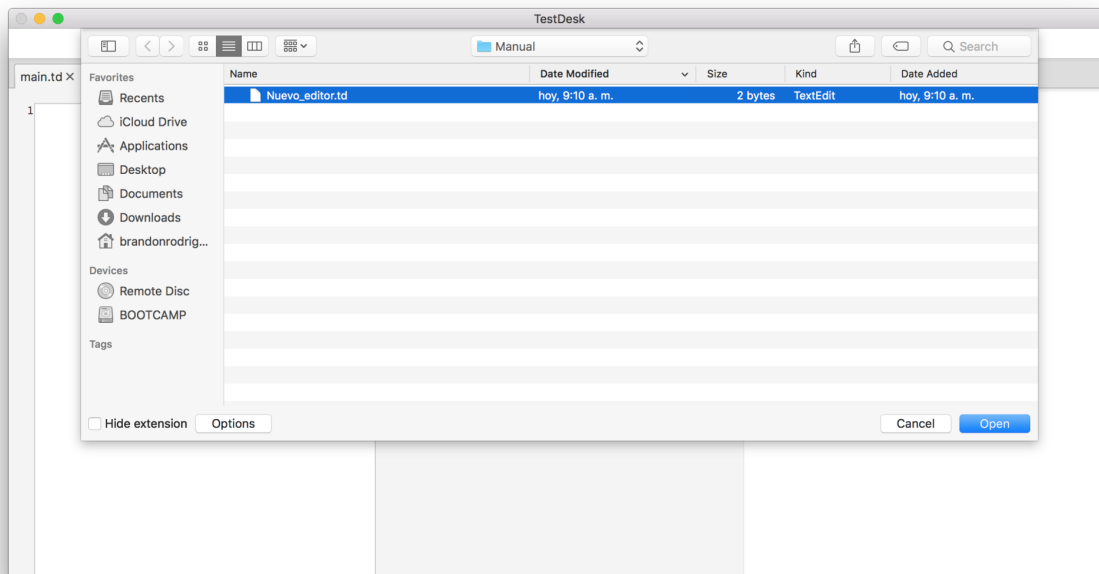 TestDesk
Manual
Search
main.td ×
Favorites
Name Date Modified Size Kind Date Added
Recents
Nuevo_editor.td hoy, 9:10 a. m. 2 bytes TextEdit hoy, 9:10 a. m.
1
iCloud Drive
Applications
Desktop
Documents
Downloads
brandonrodrig...
Devices
Remote Disc
BOOTCAMP
Tags
Hide extension Options Cancel Open